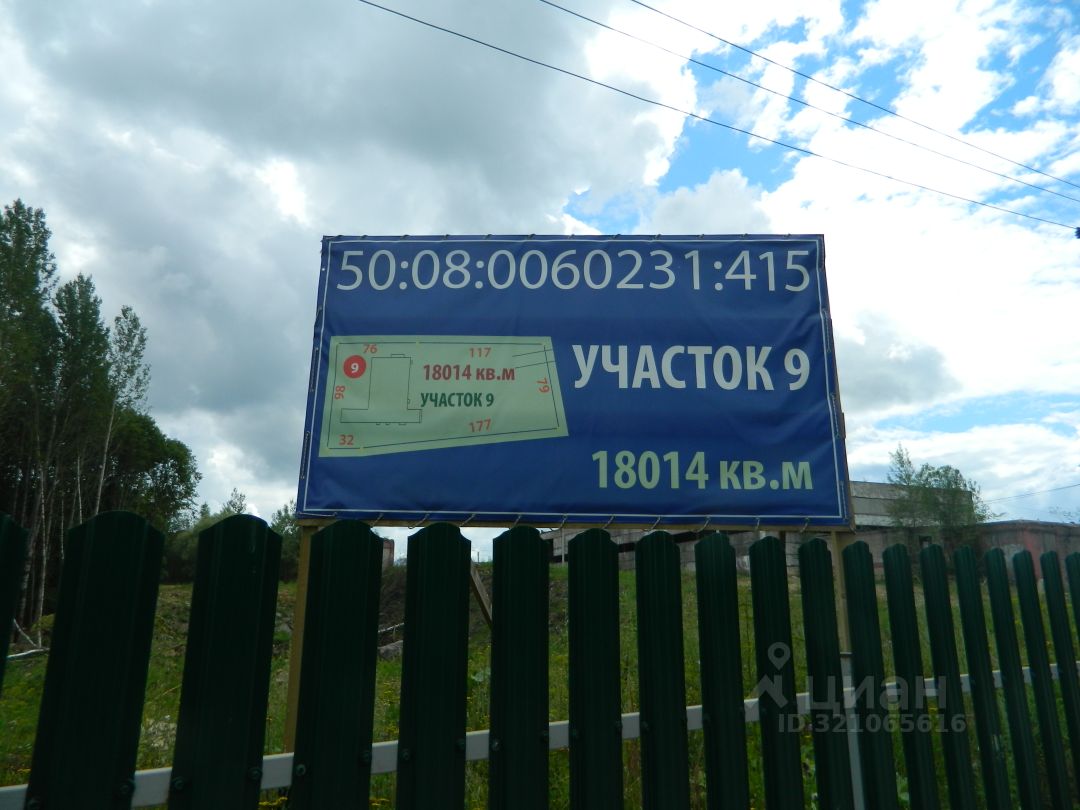 50:08:0060231:415
УЧАСТОК 9
18014 кв.м
9
76
117
98
18014 кв.м
79
УЧАСТОК 9
32
177
циан
ID 321065616